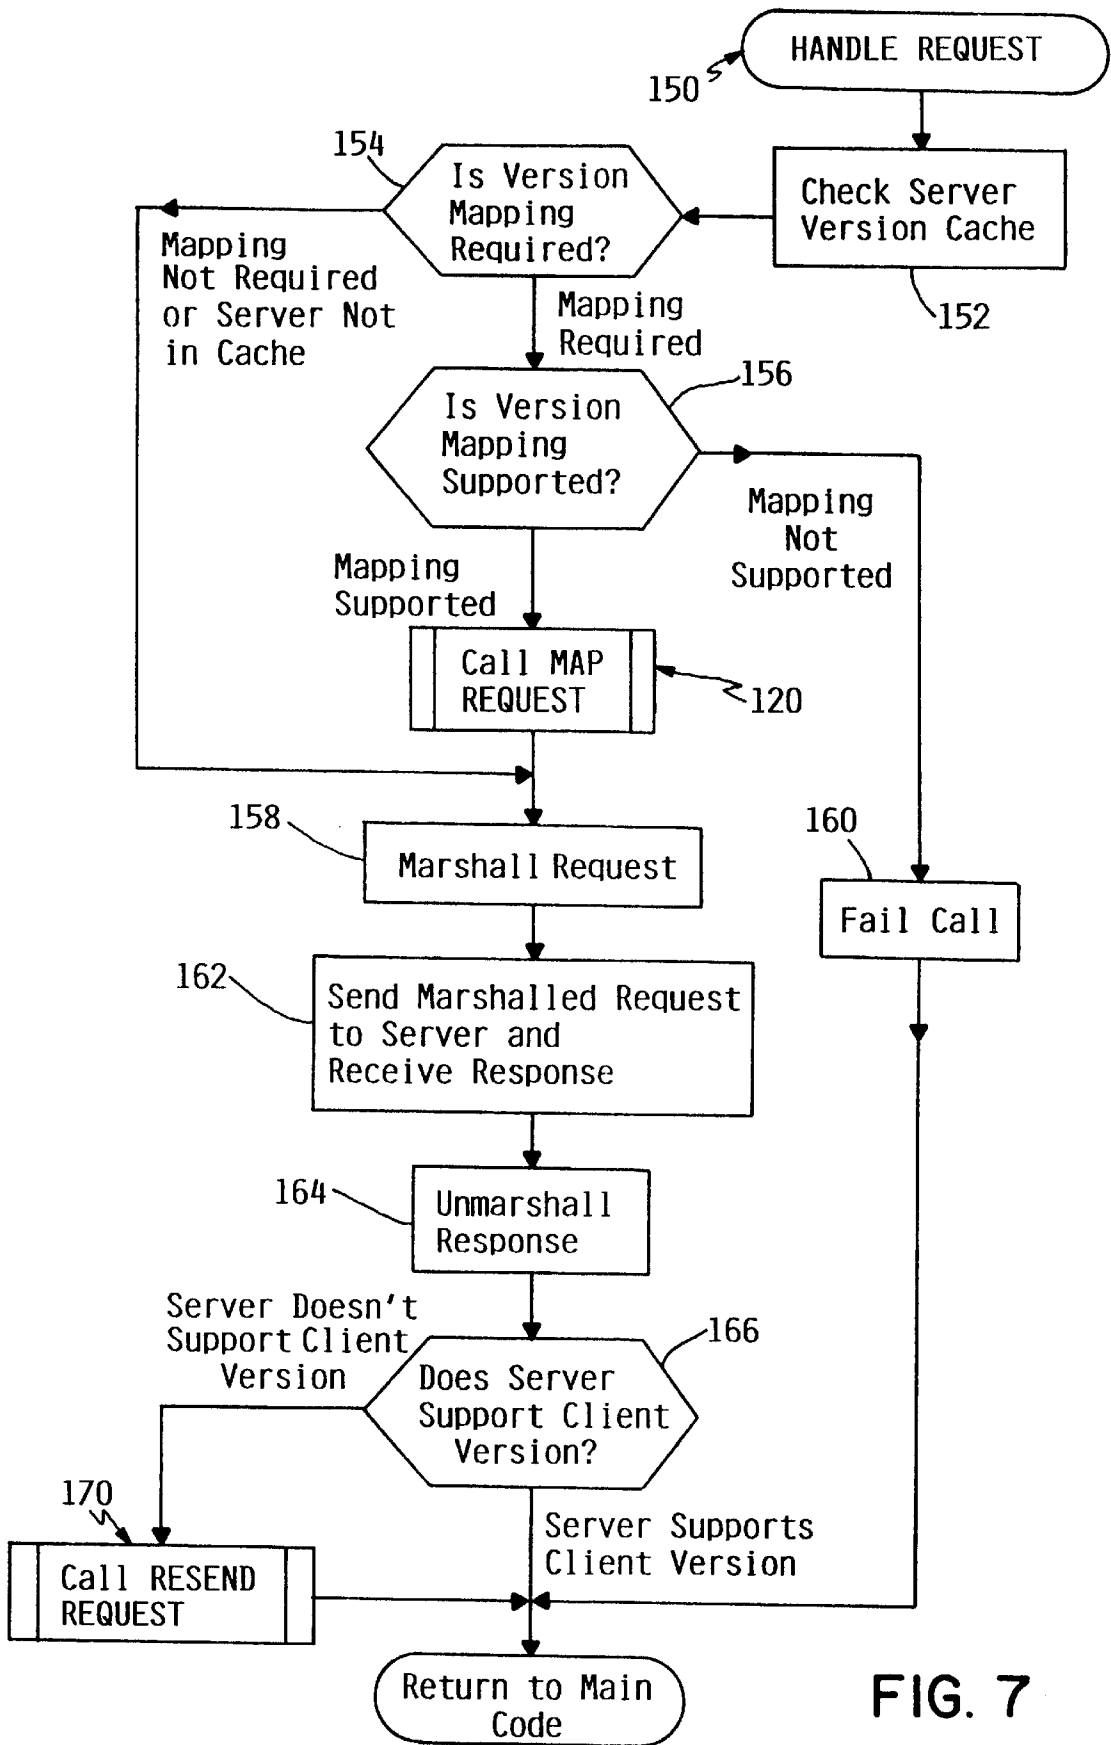 HANDLE REQUEST
150
154
Is Version
Mapping
Required?
Check Server
Version Cache
152
Mapping
Not Required
or Server Not
in Cache
Mapping
Required
156
Is Version
Mapping
Supported?
Mapping
Not
Supported
Mapping
Supported
Call MAP
REQUEST
120
158
Marshall Request
160
Fail Call
162
Send Marshalled Request
to Server and
Receive Response
164
Unmarshall
Response
Server Doesn't
Support Client
Version
166
Does Server
Support Client
Version?
170
Call RESEND
REQUEST
Server Supports
Client Version
Return to Main
Code
FIG. 7